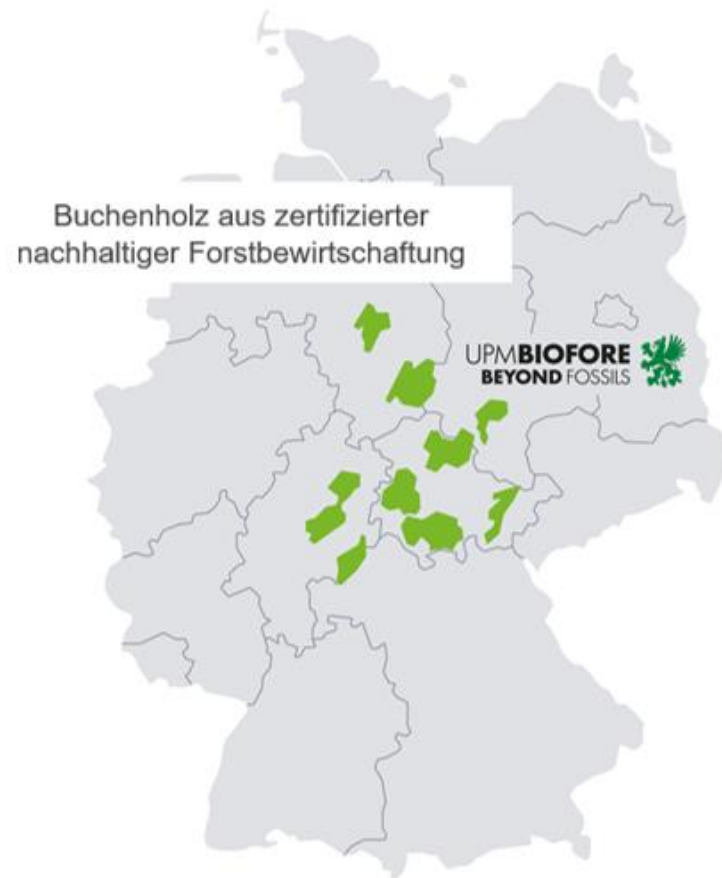 Buchenholz aus zertifizierter
nachhaltiger Forstbewirtschaftung
UPMBIOFORE
BEYOND FOSSILS